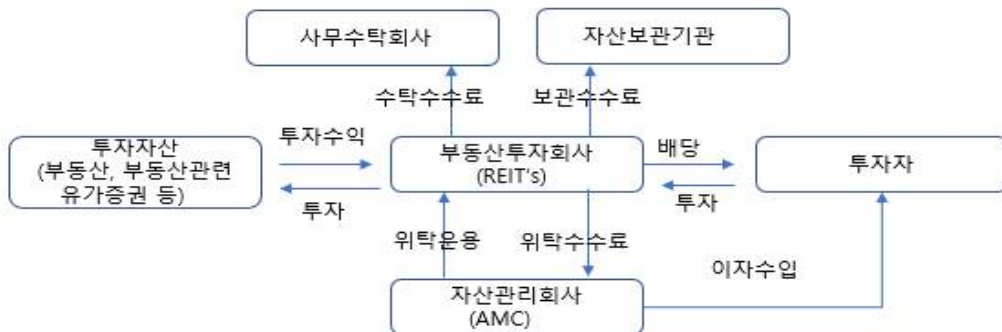 사무수탁회사
자산보관기관
수탁수수료
보관수수료
투자자산
(부동산, 부동산관련
유가증권 등)
투자수익
투자
부동산투자회사
(REIT's)
배당
투자
투자자
위탁운용
위탁수수료
이자수입
자산관리회사
(AMC)